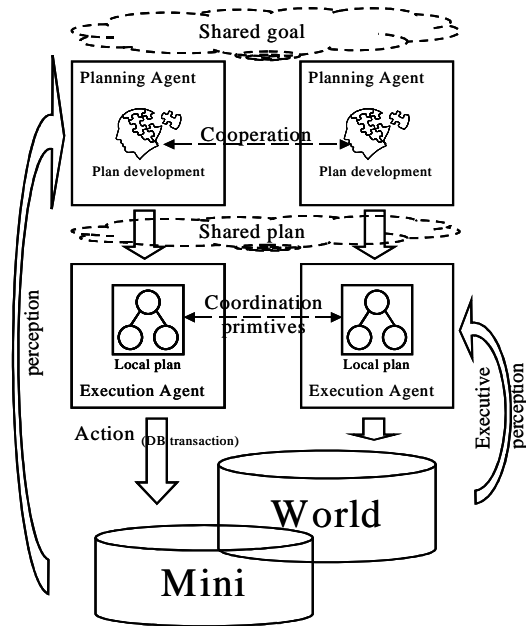 Shared goal
Planning Agent
Planning Agent
Cooperation
Plan development
Plan development
Shared plan
Coordination
primtives
Local plan
Local plan
Execution Agent
Execution Agent
perception
Executive
perception
Action (DB transaction)
World
Mini